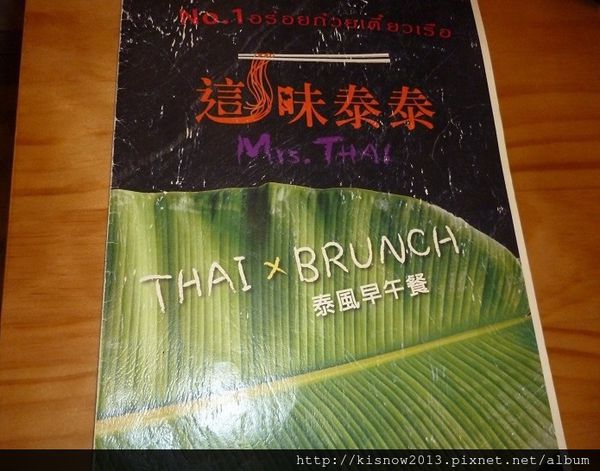 No.1อร่อยก๋วยเตี๋ยวเรือ
這味泰泰
Mrs. THAI
THAI x BRUNCH
泰風早午餐
http://kisnow2013.pixnet.net/album